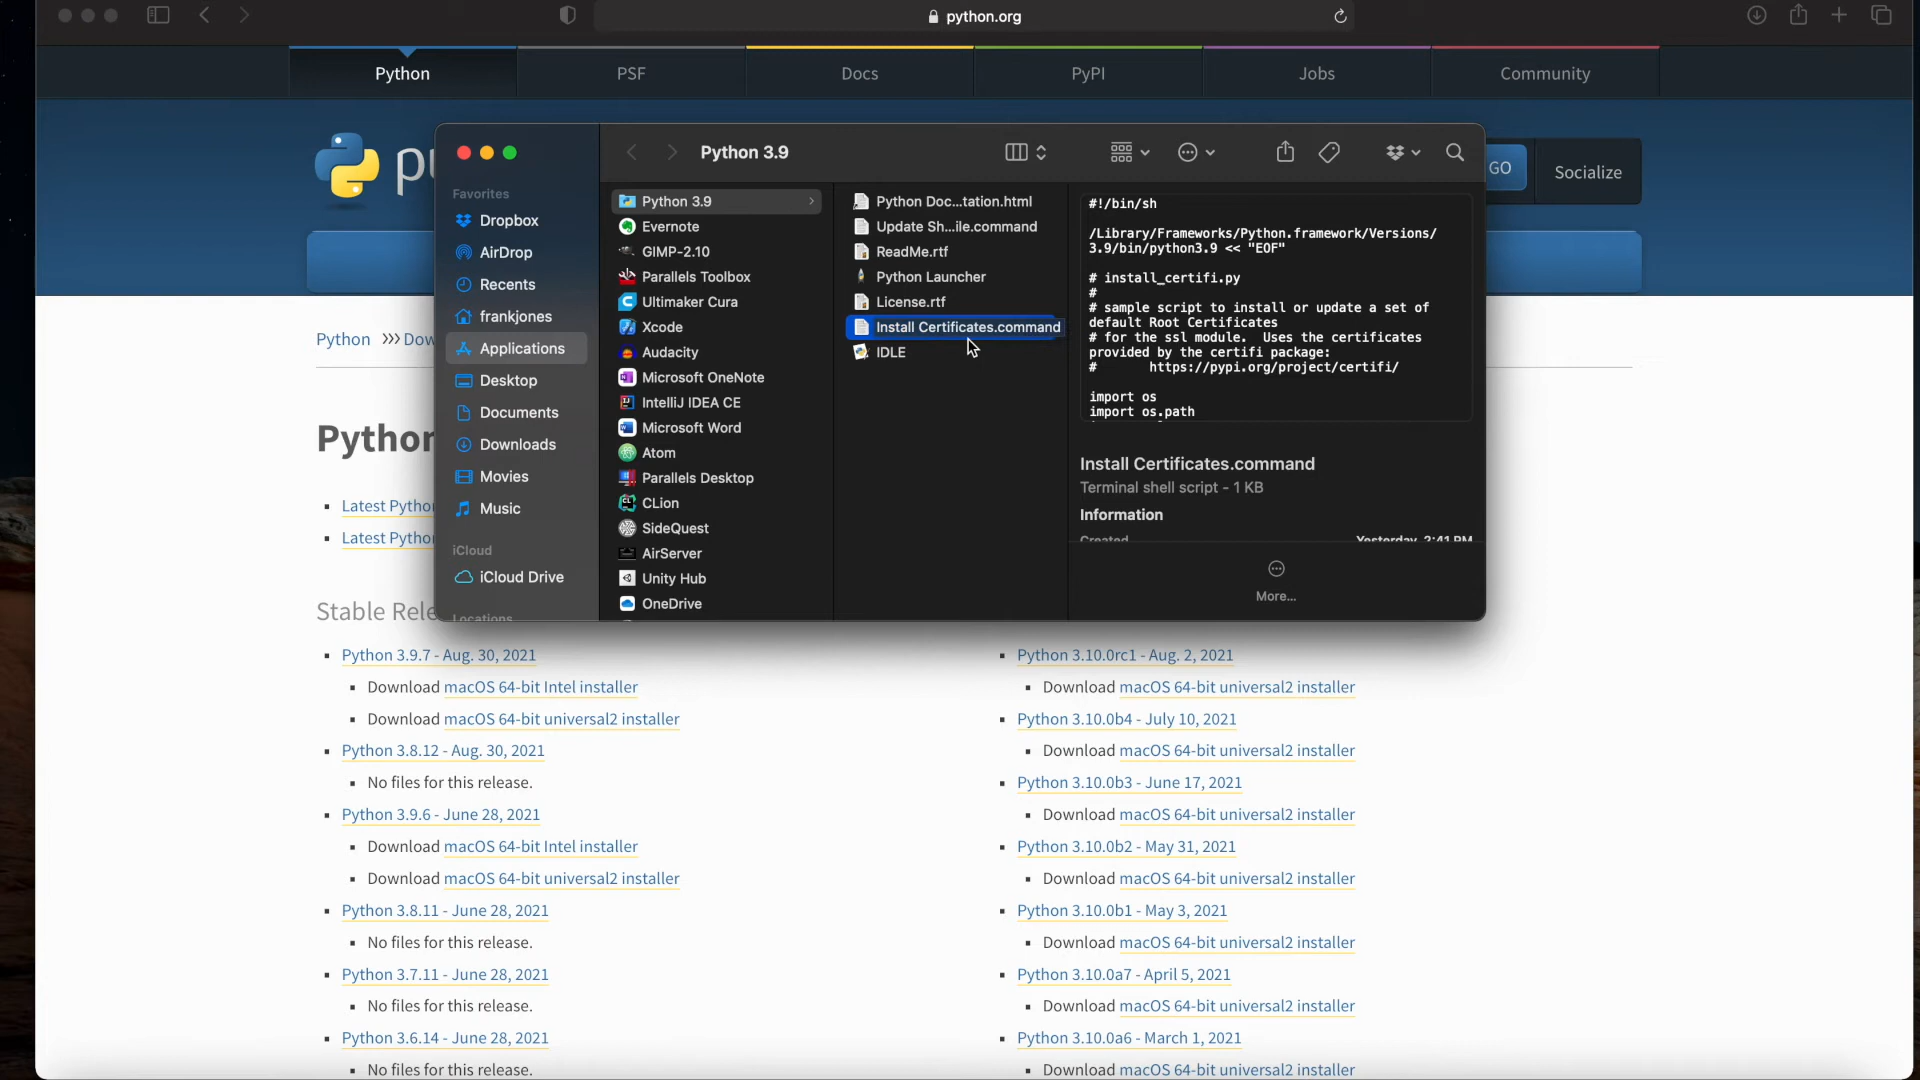 python.org
Python
PSF
Docs
PyPI
Jobs
Community
GO
Socialize
Python 3.9
Favorites
Dropbox
AirDrop
Recents
frankjones
Applications
Desktop
Documents
Downloads
Movies
Music
iCloud
iCloud Drive
Locations
Python 3.9
Evernote
GIMP-2.10
Parallels Toolbox
Ultimaker Cura
Xcode
Audacity
Microsoft OneNote
IntelliJ IDEA CE
Microsoft Word
Atom
Parallels Desktop
CLion
SideQuest
AirServer
Unity Hub
OneDrive
Python Doc...tation.html
Update Sh...ile.command
ReadMe.rtf
Python Launcher
License.rtf
Install Certificates.command
IDLE
#!/bin/sh
/Library/Frameworks/Python.framework/Versions/
3.9/bin/python3.9 << "EOF"
# install_certifi.py
#
# sample script to install or update a set of
default Root Certificates
# for the ssl module.  Uses the certificates
provided by the certifi package:
#       https://pypi.org/project/certifi/
import os
import os.path
Install Certificates.command
Terminal shell script - 1 KB
Information
Created
Yesterday, 2:41 PM
More...
Python >>> Dow
Python
Latest Pytho
Latest Pytho
Stable Rele
Python 3.9.7 - Aug. 30, 2021
Download macOS 64-bit Intel installer
Download macOS 64-bit universal2 installer
Python 3.8.12 - Aug. 30, 2021
No files for this release.
Python 3.9.6 - June 28, 2021
Download macOS 64-bit Intel installer
Download macOS 64-bit universal2 installer
Python 3.8.11 - June 28, 2021
No files for this release.
Python 3.7.11 - June 28, 2021
No files for this release.
Python 3.6.14 - June 28, 2021
No files for this release.
Python 3.10.0rc1 - Aug. 2, 2021
Download macOS 64-bit universal2 installer
Python 3.10.0b4 - July 10, 2021
Download macOS 64-bit universal2 installer
Python 3.10.0b3 - June 17, 2021
Download macOS 64-bit universal2 installer
Python 3.10.0b2 - May 31, 2021
Download macOS 64-bit universal2 installer
Python 3.10.0b1 - May 3, 2021
Download macOS 64-bit universal2 installer
Python 3.10.0a7 - April 5, 2021
Download macOS 64-bit universal2 installer
Python 3.10.0a6 - March 1, 2021
Download macOS 64-bit universal2 installer